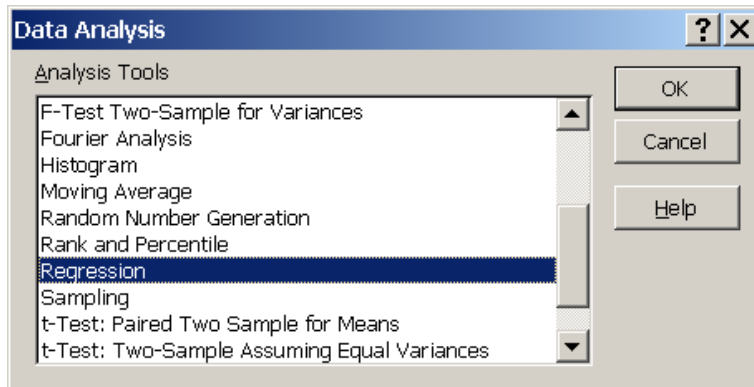 Data Analysis
Analysis Tools
F-Test Two-Sample for Variances
Fourier Analysis
Histogram
Moving Average
Random Number Generation
Rank and Percentile
Regression
Sampling
t-Test: Paired Two Sample for Means
t-Test: Two-Sample Assuming Equal Variances
OK
Cancel
Help